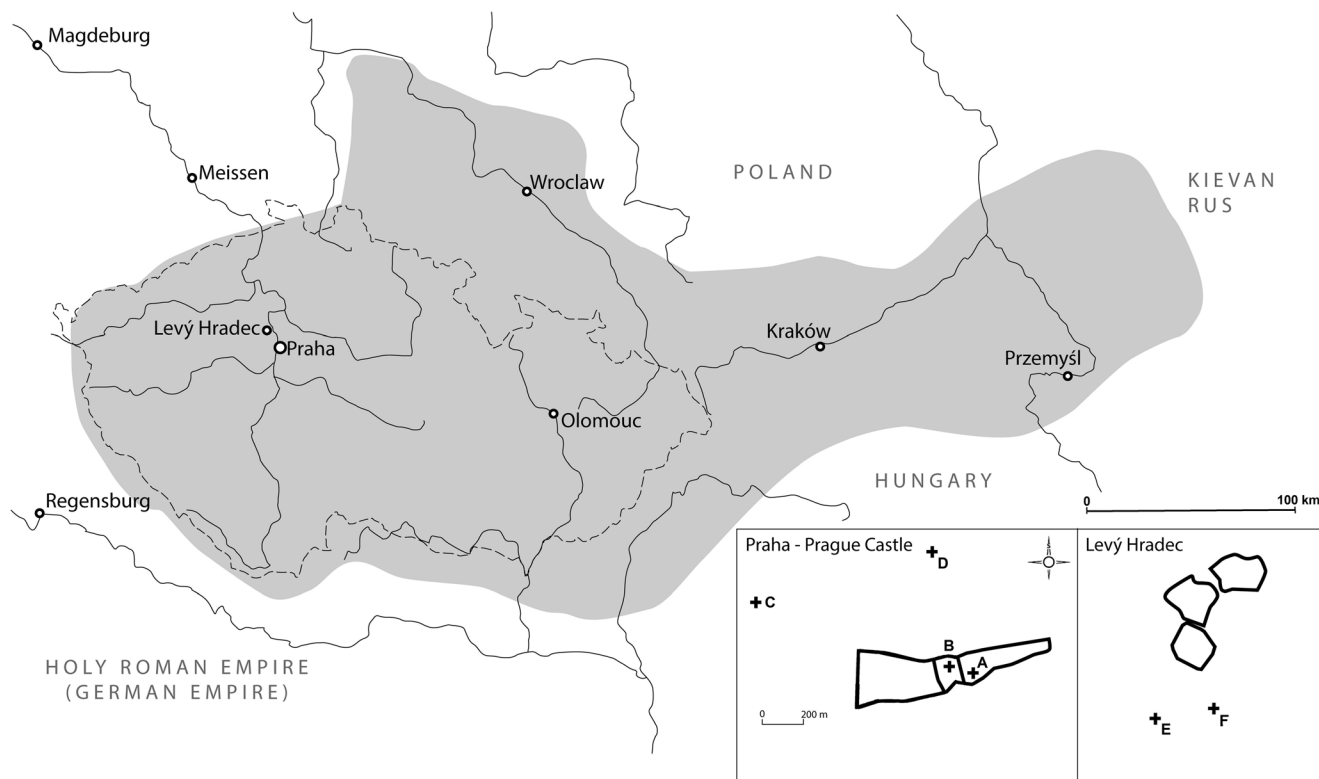 Magdeburg
Meissen
Wroclaw
POLAND
KIEVAN
RUS
Levý Hradec
Praha
Kraków
Przemyśl
Olomouc
Regensburg
HUNGARY
0 100 km
HOLY ROMAN EMPIRE
(GERMAN EMPIRE)
Praha - Prague Castle
D
S
C
B
A
0 200 m
Levý Hradec
E
F